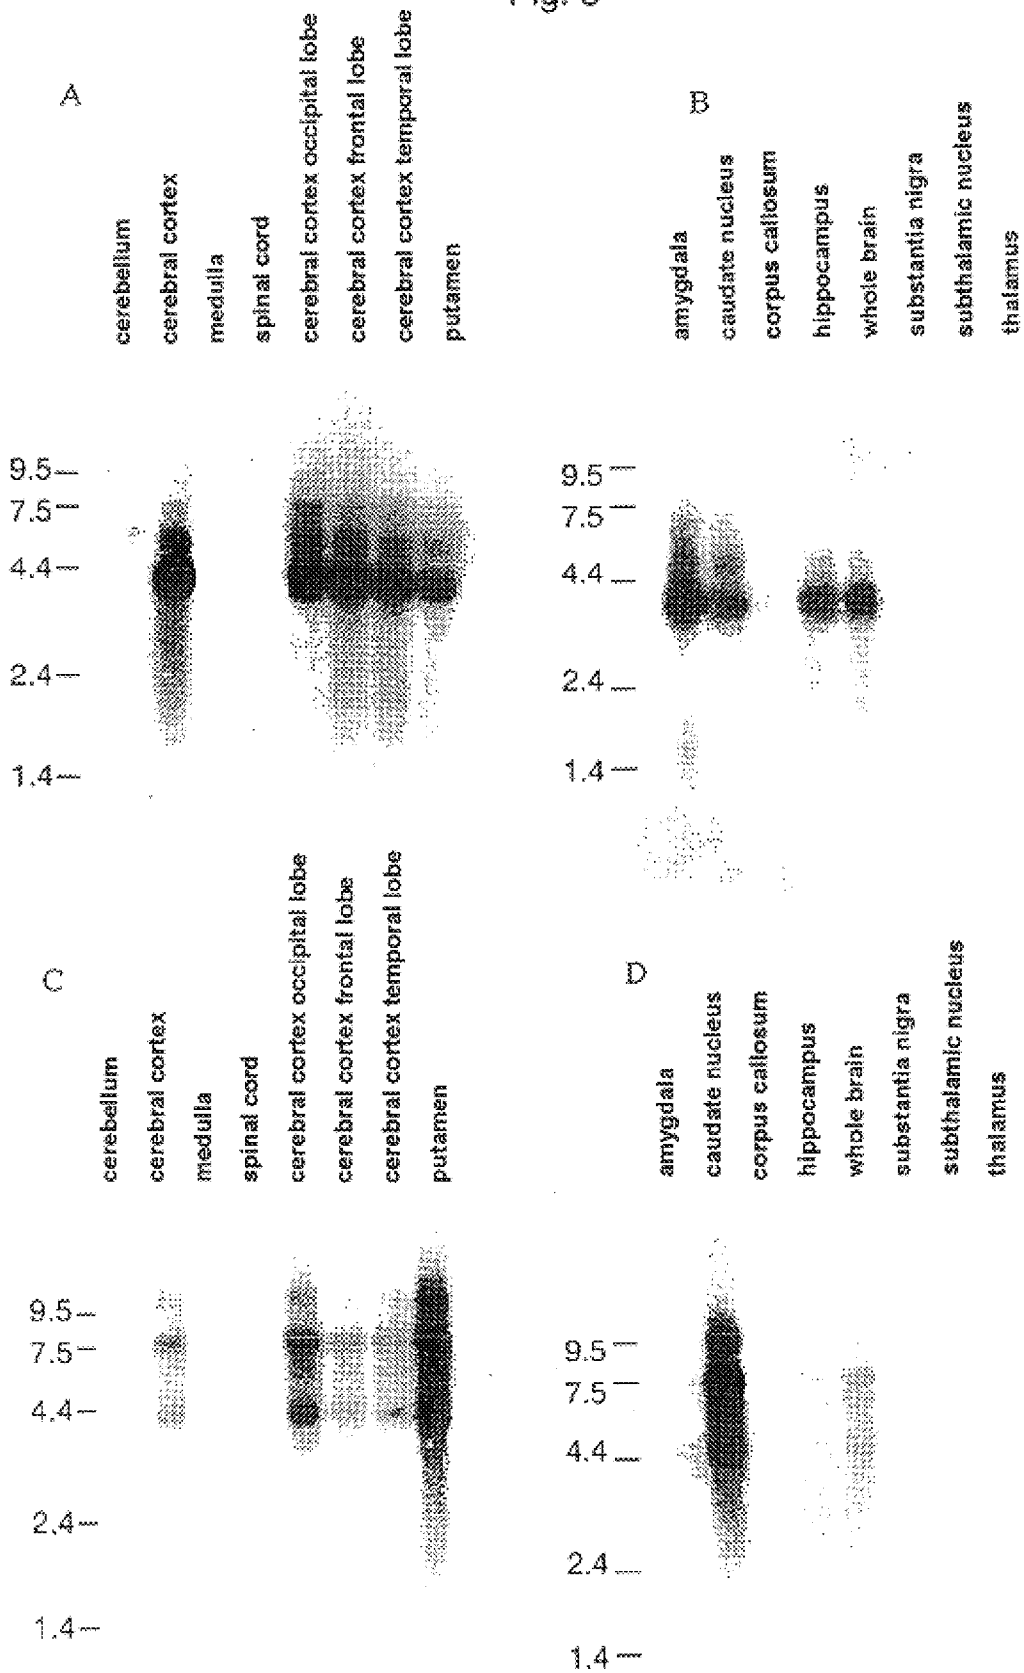 A
cerebellum
cerebral cortex
medulla
spinal cord
cerebral cortex occipital lobe
cerebral cortex frontal lobe
cerebral cortex temporal lobe
putamen
9.5
7.5
4.4
2.4
1.4
B
amygdala
caudate nucleus
corpus callosum
hippocampus
whole brain
substantia nigra
subthalamic nucleus
thalamus
9.5
7.5
4.4
2.4
1.4
C
cerebellum
cerebral cortex
medulla
spinal cord
cerebral cortex occipital lobe
cerebral cortex frontal lobe
cerebral cortex temporal lobe
putamen
9.5
7.5
4.4
2.4
1.4
D
amygdala
caudate nucleus
corpus callosum
hippocampus
whole brain
substantia nigra
subthalamic nucleus
thalamus
9.5
7.5
4.4
2.4
1.4